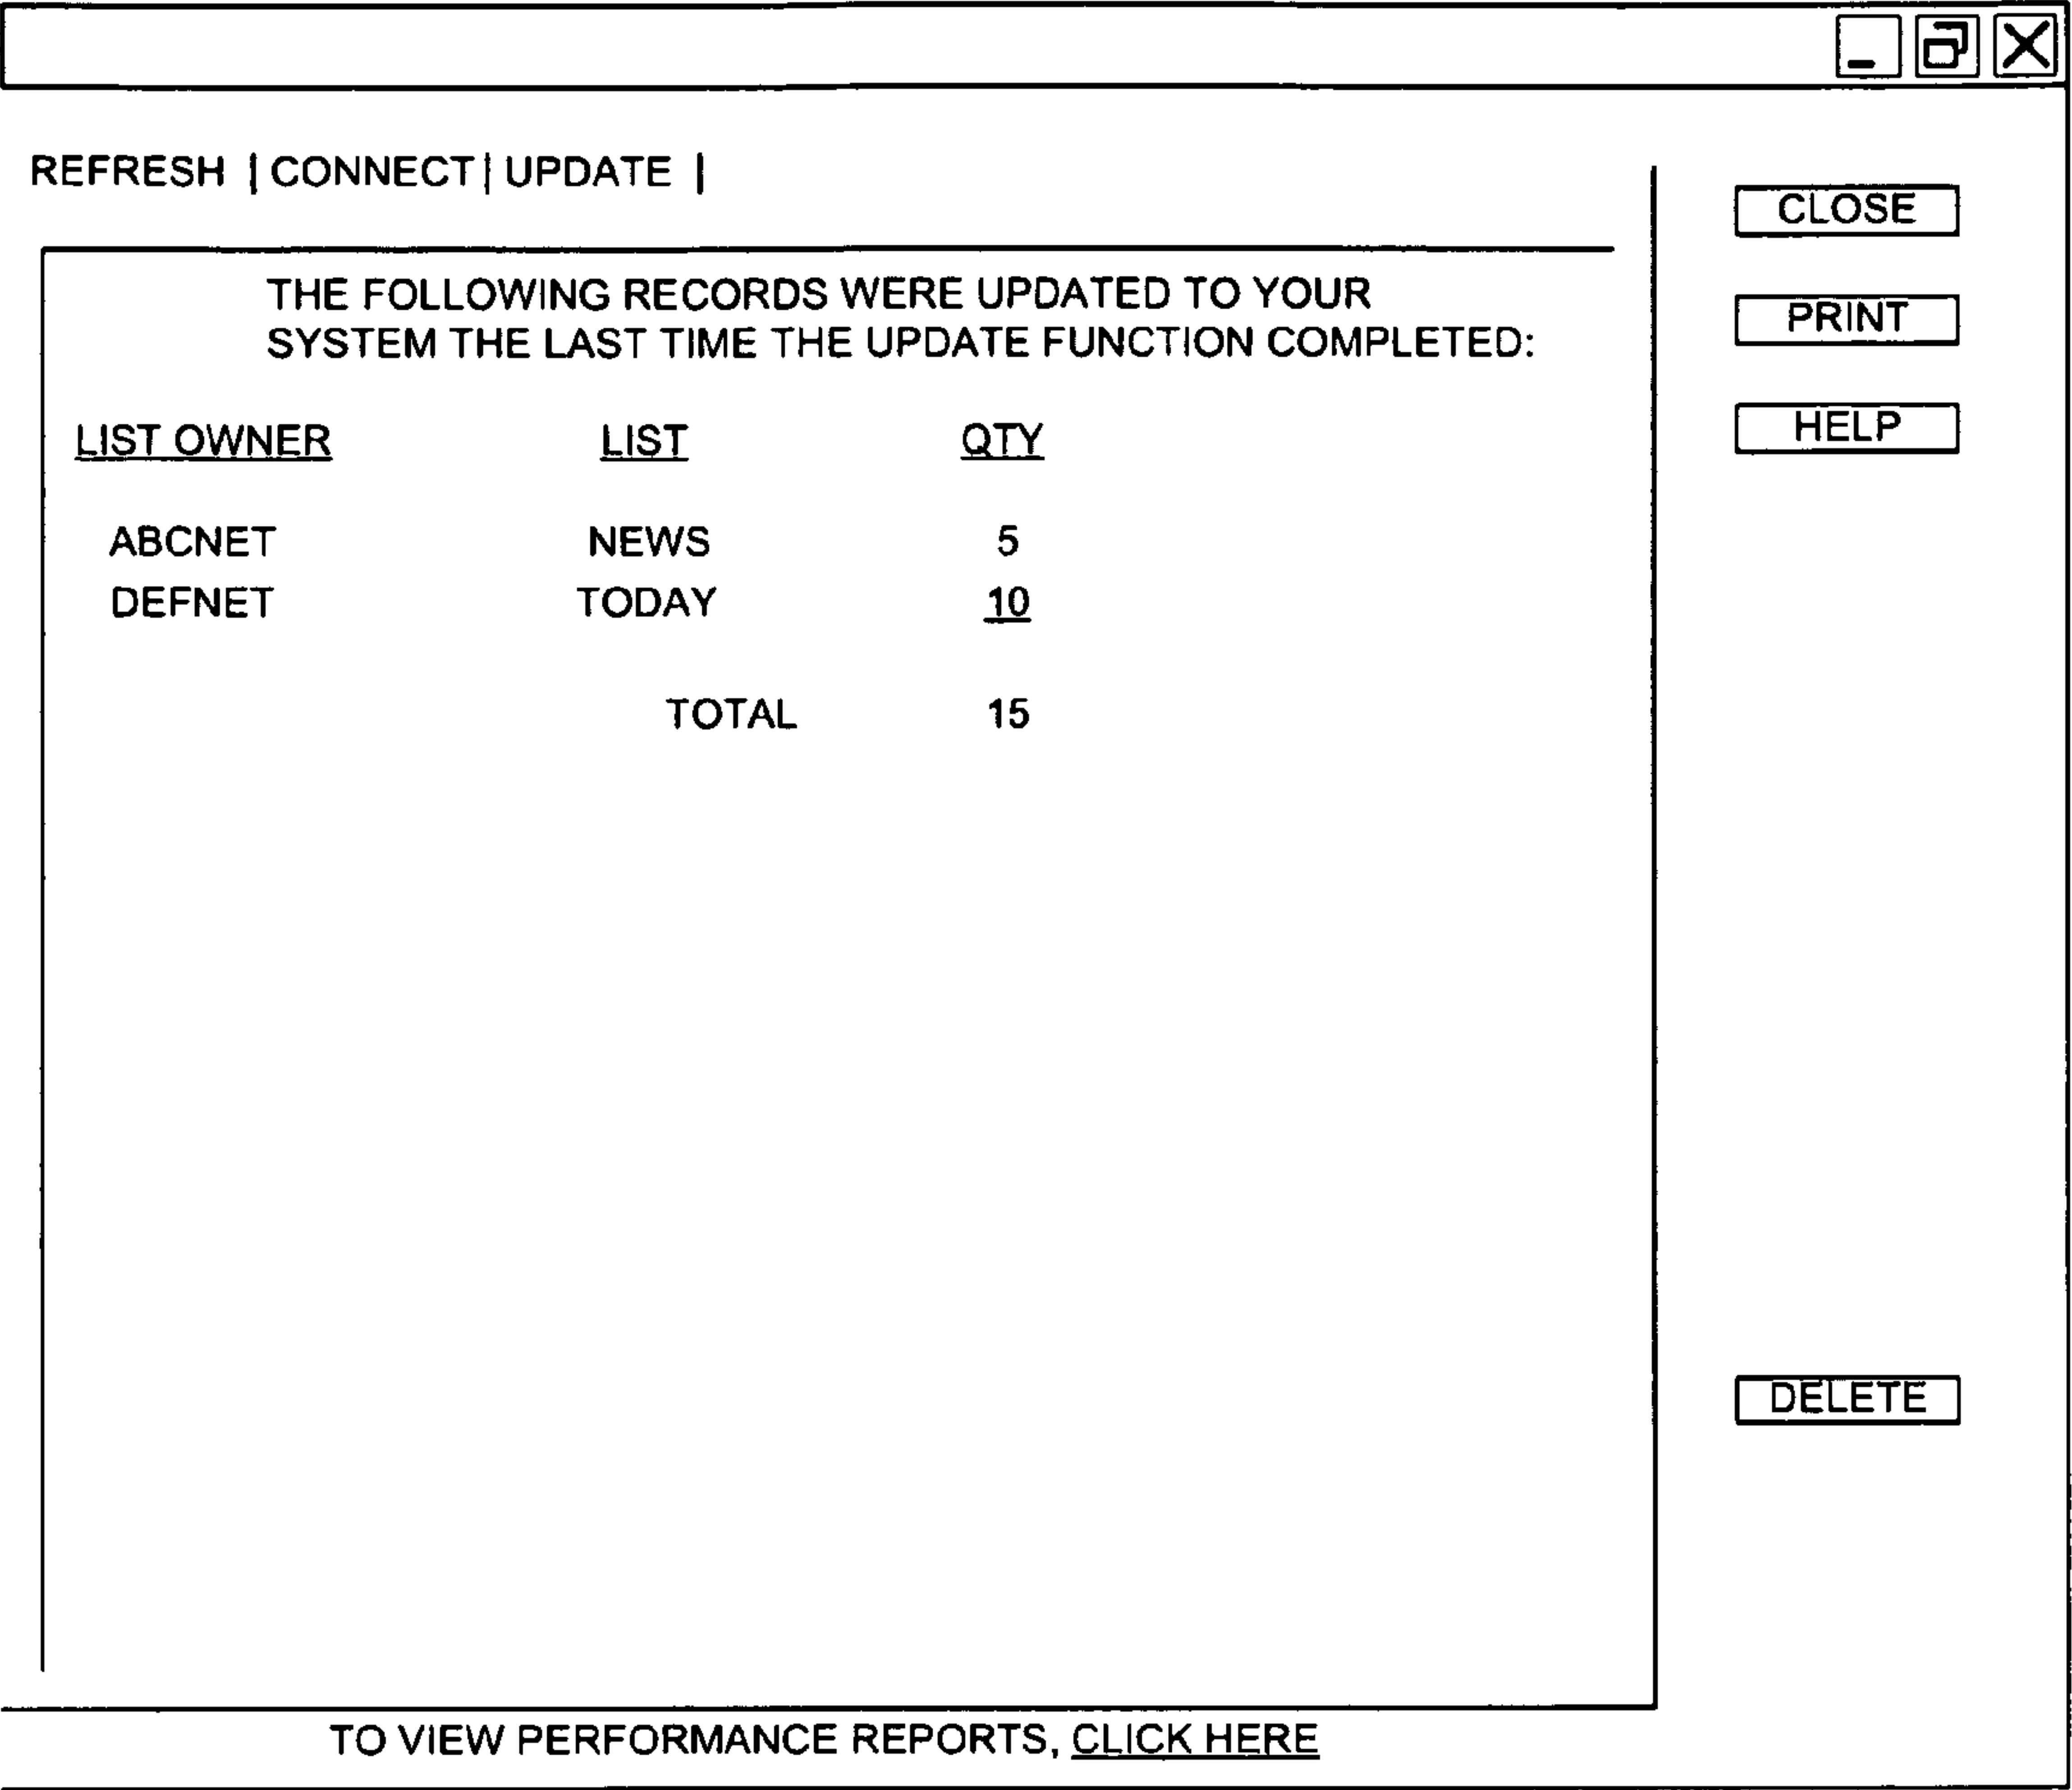 REFRESH | CONNECT | UPDATE |
CLOSE
THE FOLLOWING RECORDS WERE UPDATED TO YOUR
SYSTEM THE LAST TIME THE UPDATE FUNCTION COMPLETED:
PRINT
LIST OWNER LIST QTY
HELP
ABCNET NEWS 5
DEFNET TODAY 10
TOTAL 15
DELETE
TO VIEW PERFORMANCE REPORTS, CLICK HERE